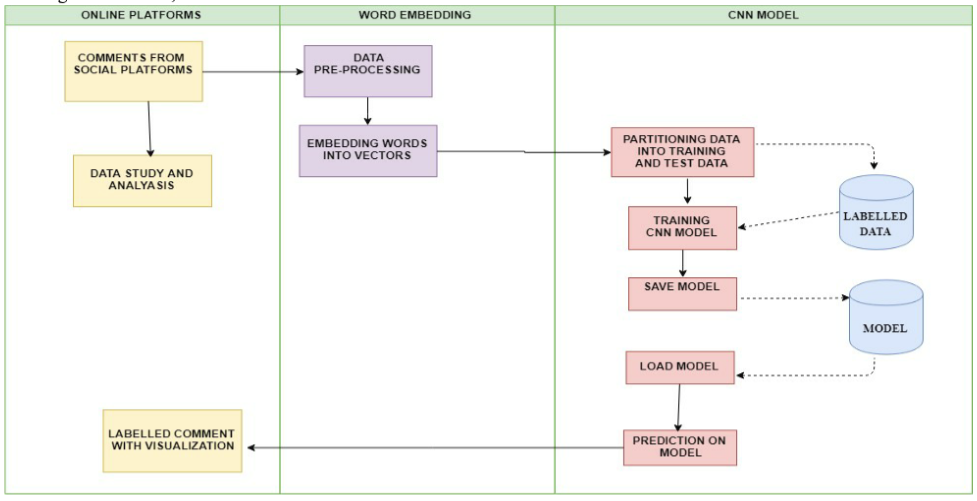 ONLINE PLATFORMS
WORD EMBEDDING
CNN MODEL
COMMENTS FROM
SOCIAL PLATFORMS
DATA
PRE-PROCESSING
EMBEDDING WORDS
INTO VECTORS
DATA STUDY AND
ANALYASIS
PARTITIONING DATA
INTO TRAINING
AND TEST DATA
LABELLED
DATA
TRAINING
CNN MODEL
SAVE MODEL
MODEL
LOAD MODEL
PREDICTION ON
MODEL
LABELLED COMMENT
WITH VISUALIZATION